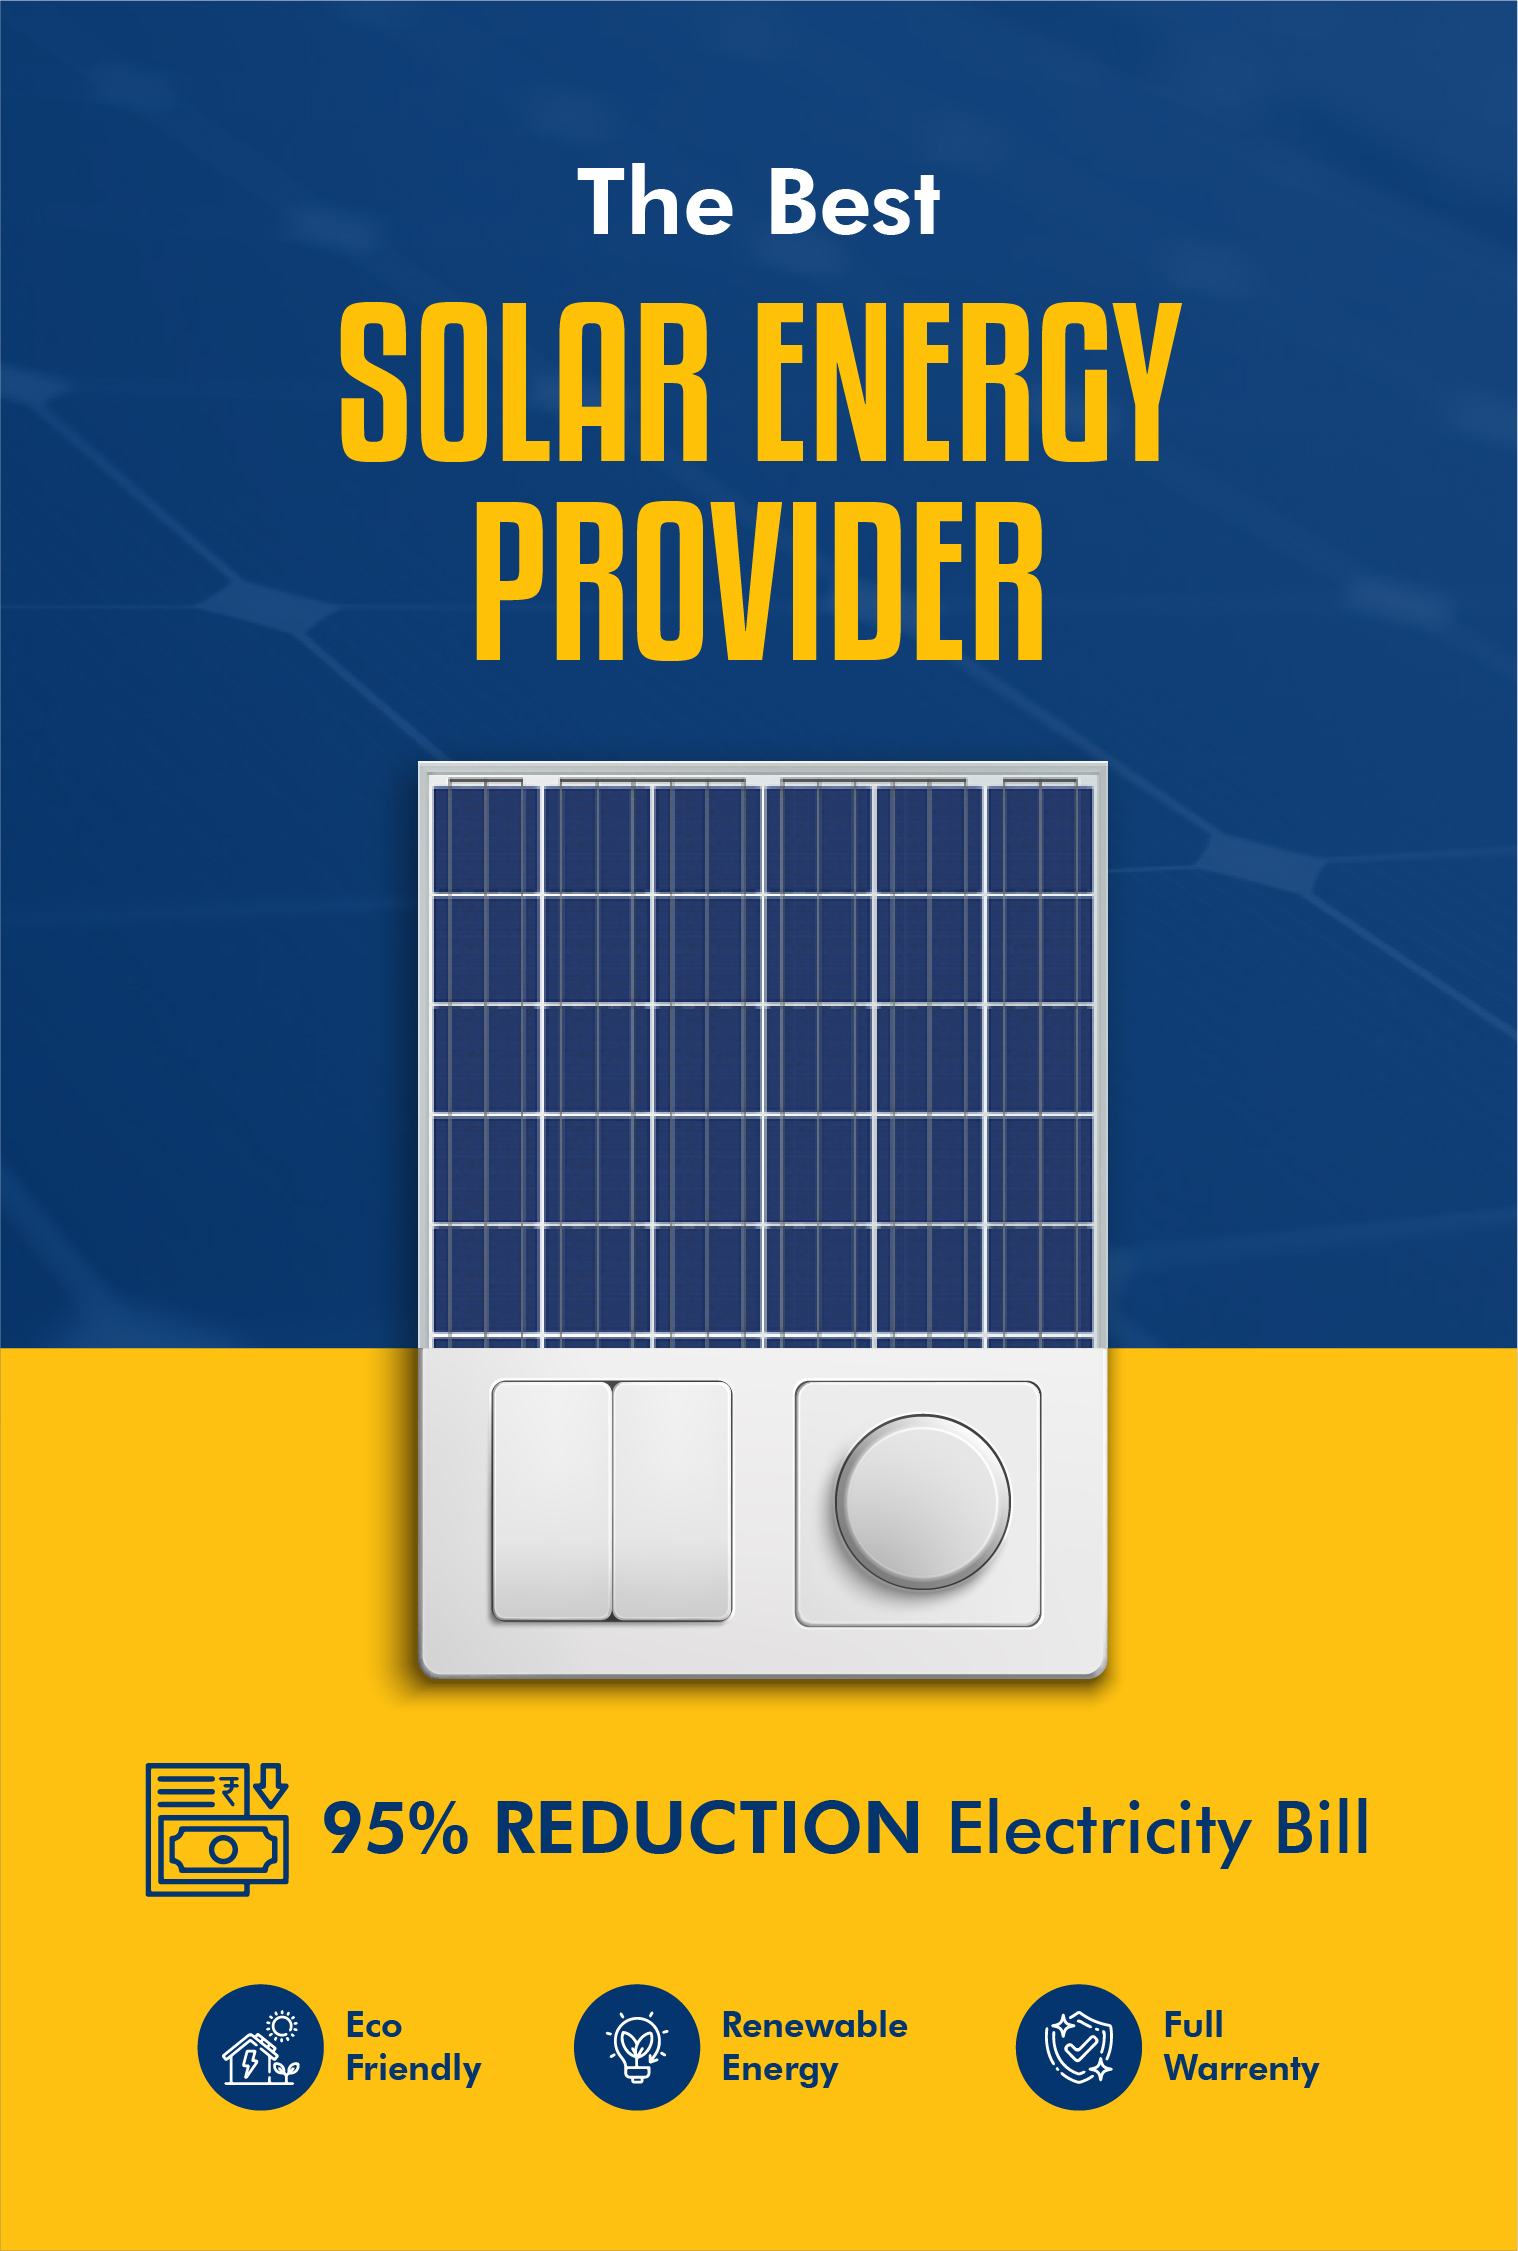 The Best
SOLAR ENERGY
PROVIDER
₹
95% REDUCTION Electricity Bill
Eco
Friendly
Renewable
Energy
Full
Warrenty